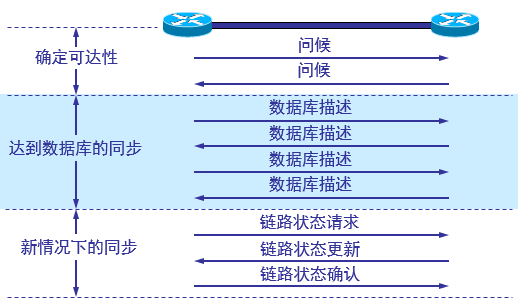 问候
确定可达性
问候
数据库描述
数据库描述
达到数据库的同步
数据库描述
数据库描述
链路状态请求
新情况下的同步
链路状态更新
链路状态确认